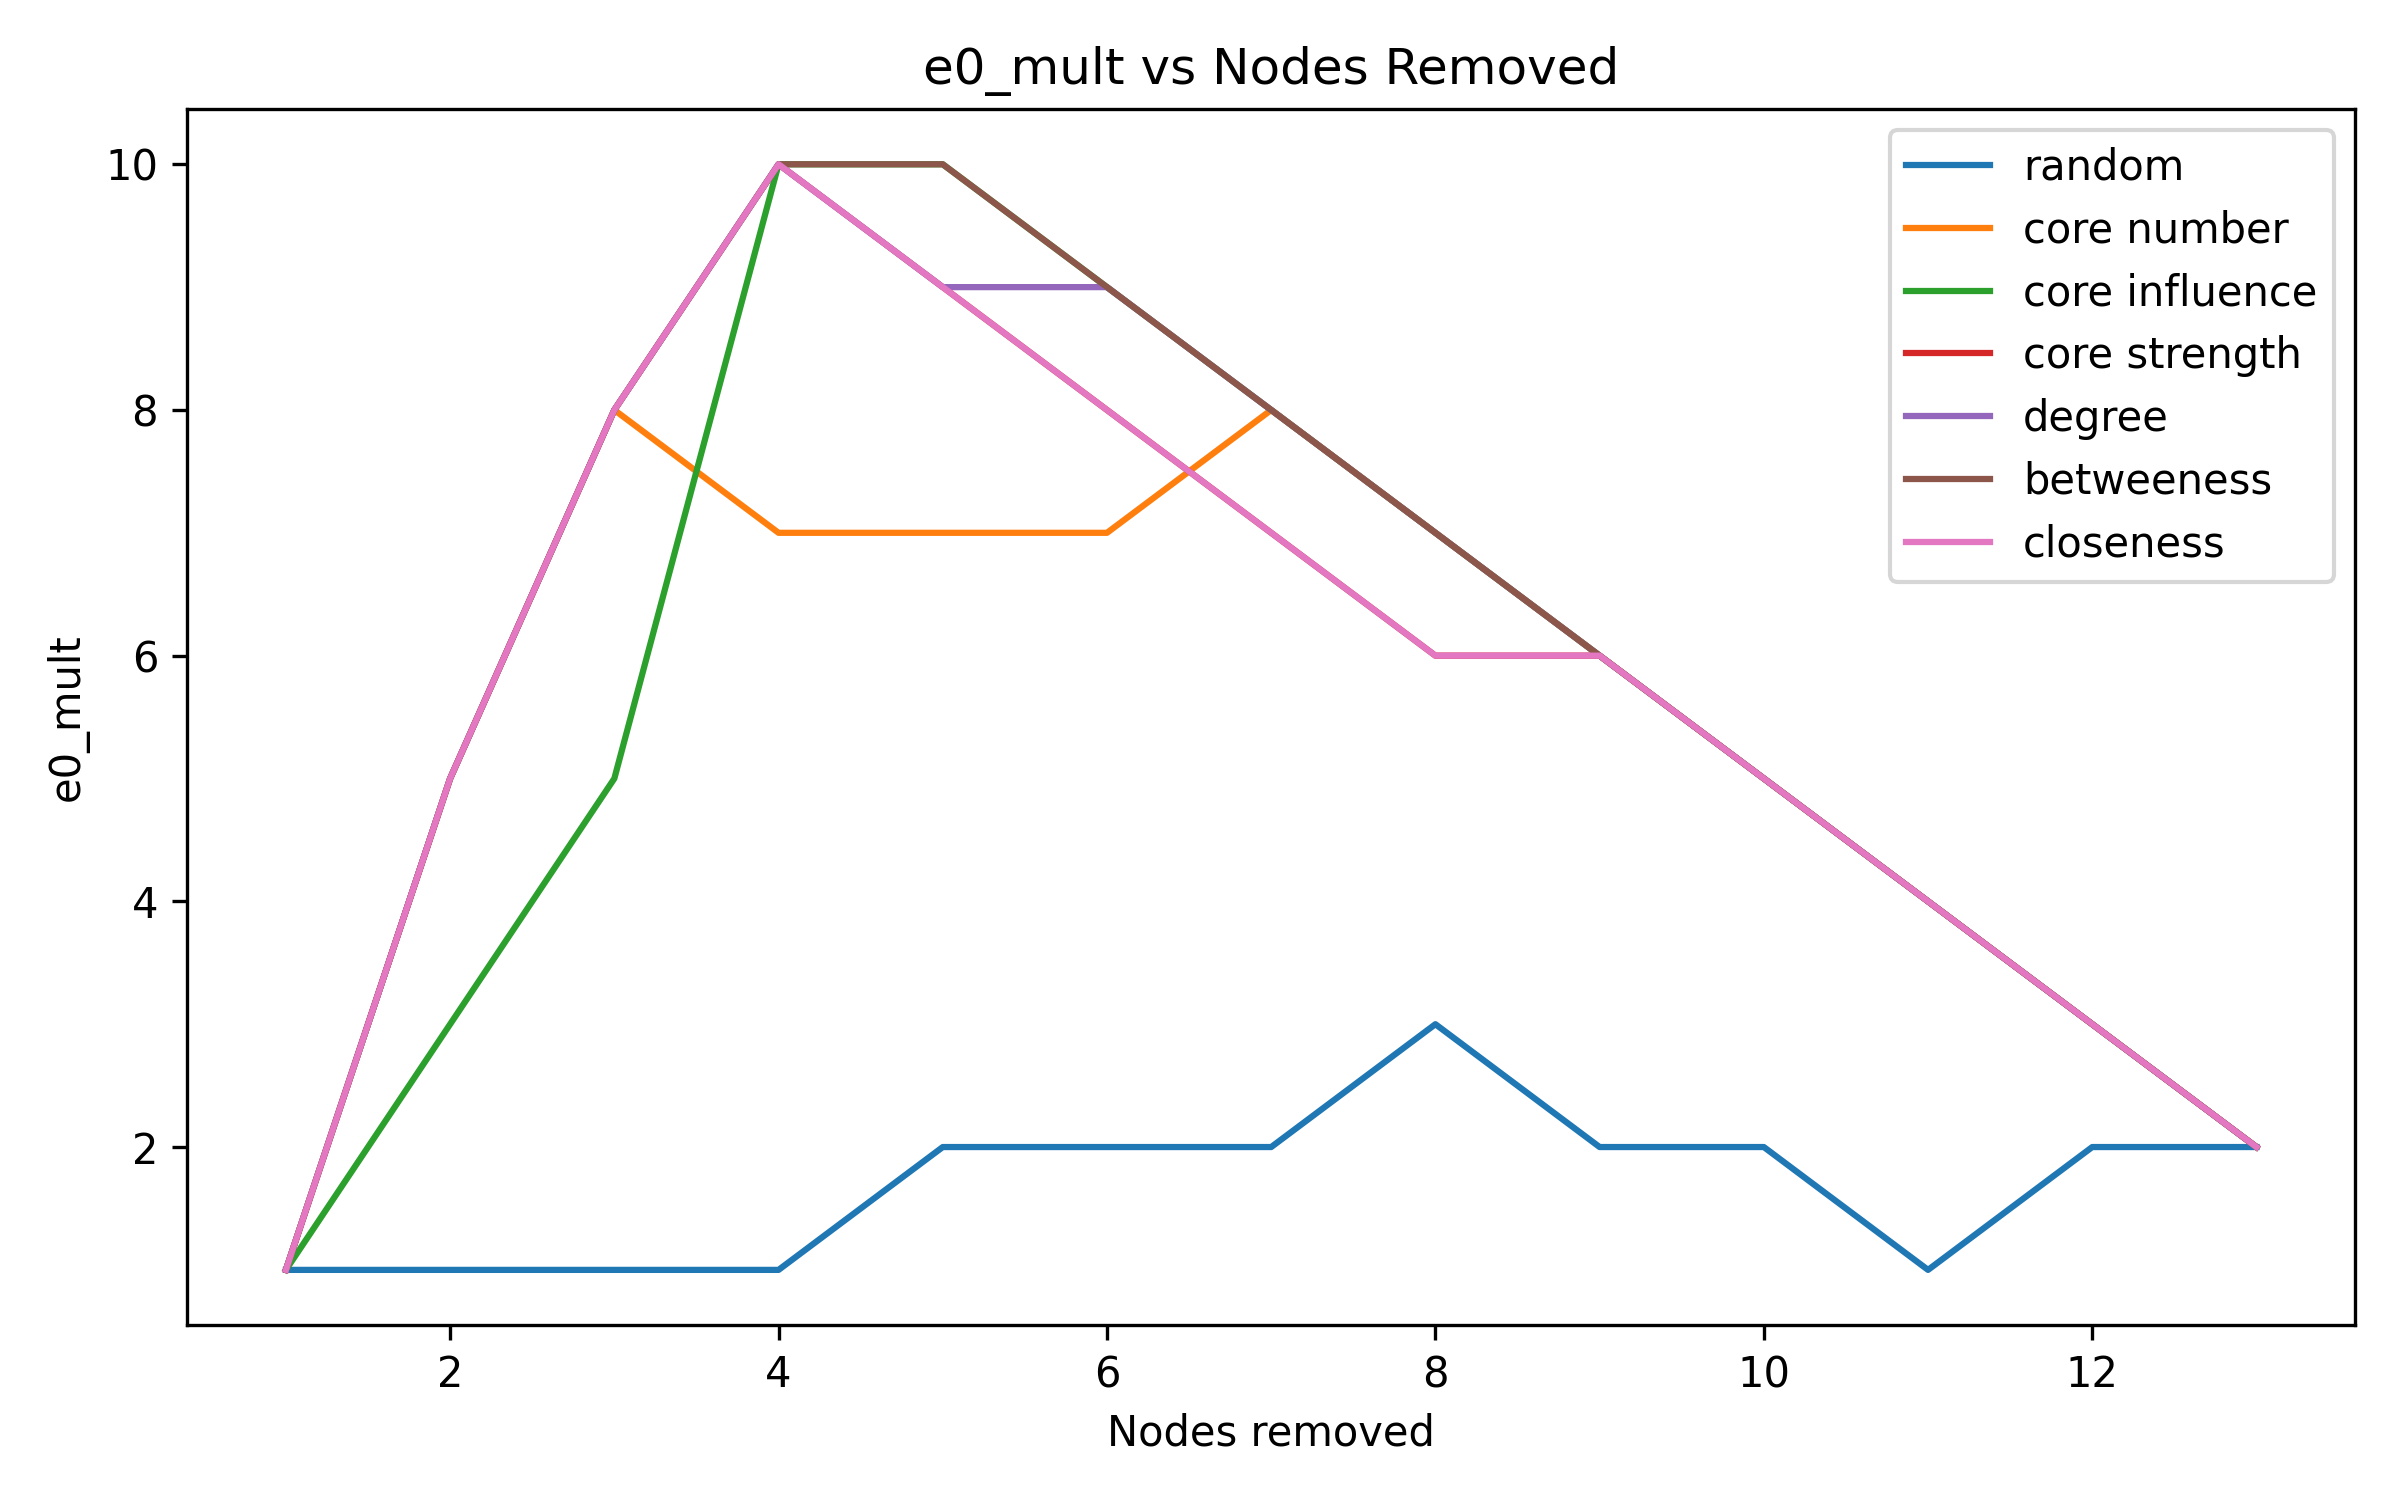 e0_mult vs Nodes Removed
10
8
6
4
2
e0_mult
random
core number
core influence
core strength
degree
betweeness
closeness
2
4
6
8
10
12
Nodes removed